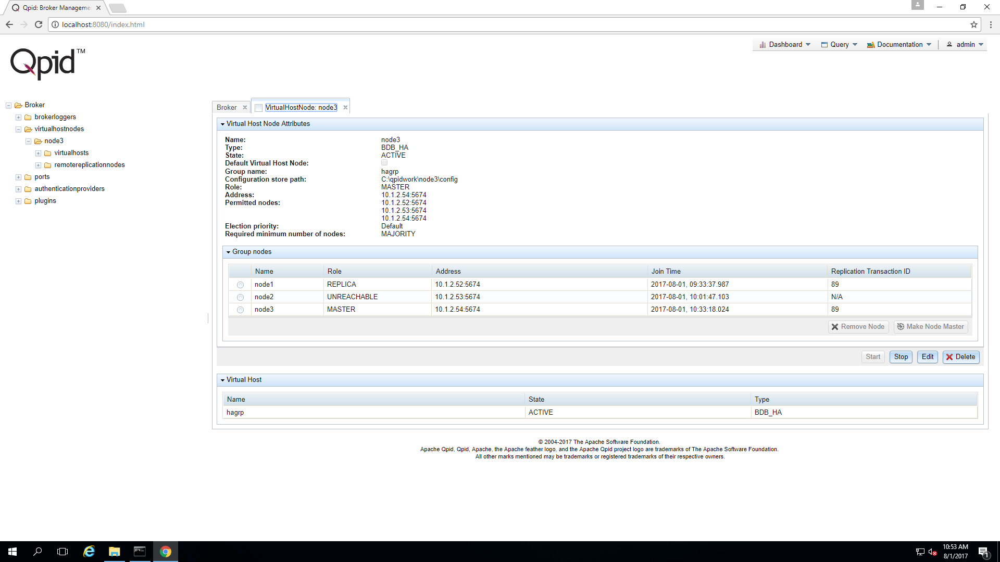 Qpid: Broker Manageme
localhost:8080/index.html
Dashboard Query Documentation admin
Qpid™
Broker
brokerloggers
virtualhostnodes
node3
virtualhosts
remotereplicationnodes
ports
authenticationproviders
plugins
Broker VirtualHostNode: node3
Virtual Host Node Attributes
Name: node3
Type: BDB_HA
State: ACTIVE
Default Virtual Host Node:
Group name: hagrp
Configuration store path: C:\qpidwork\node3\config
Role: MASTER
Address: 10.1.2.54:5674
Permitted nodes: 10.1.2.52:5674
10.1.2.53:5674
10.1.2.54:5674
Election priority: Default
Required minimum number of nodes: MAJORITY
Group nodes
Name Role Address Join Time Replication Transaction ID
node1 REPLICA 10.1.2.52:5674 2017-08-01, 09:33:37.987 89
node2 UNREACHABLE 10.1.2.53:5674 2017-08-01, 10:01:47.103 N/A
node3 MASTER 10.1.2.54:5674 2017-08-01, 10:33:18.024 89
Remove Node Make Node Master
Start Stop Edit Delete
Virtual Host
Name State Type
hagrp ACTIVE BDB_HA
© 2004-2017 The Apache Software Foundation.
Apache Qpid, Qpid, Apache, the Apache feather logo, and the Apache Qpid project logo are trademarks of The Apache Software Foundation.
All other marks mentioned may be trademarks or registered trademarks of their respective owners.
10:53 AM
8/1/2017
1